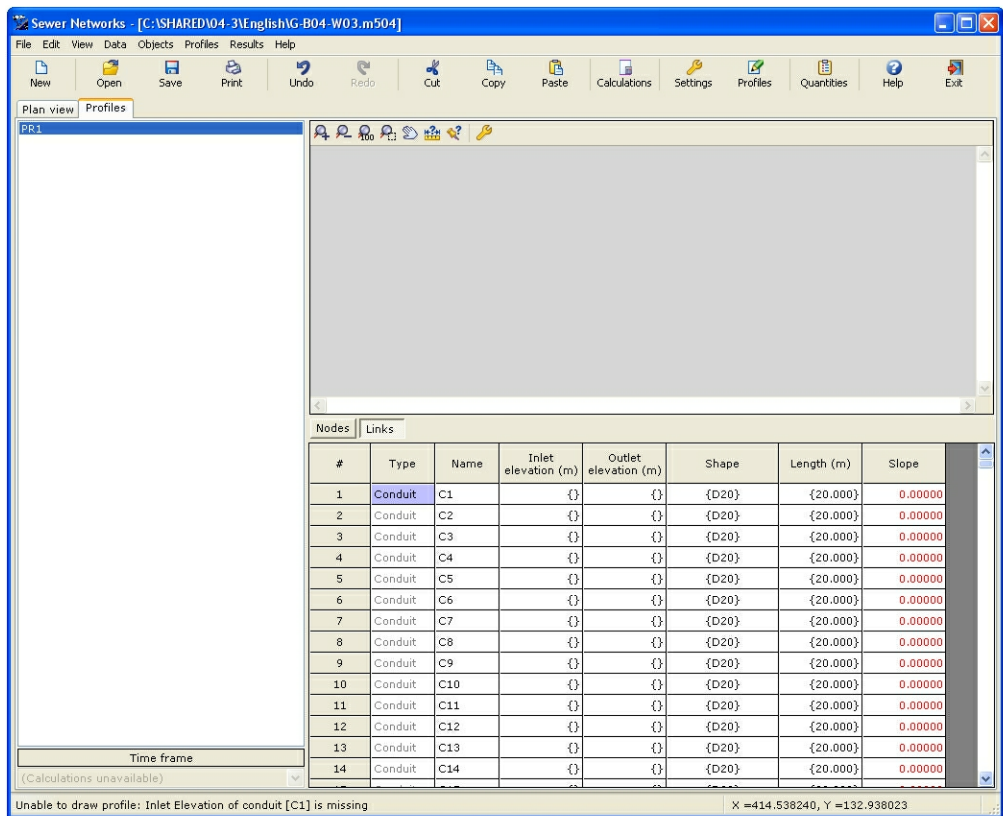 Sewer Networks - [C:\SHARED\04-3\English\G-B04-W03.m504]
File Edit View Data Objects Profiles Results Help
New Open Save Print Undo Redo Cut Copy Paste Calculations Settings Profiles Quantities Help Exit
Plan view Profiles
PR1
Nodes Links
# Type Name Inlet elevation (m) Outlet elevation (m) Shape Length (m) Slope
1 Conduit C1 {} {} {D20} {20.000} 0.00000
2 Conduit C2 {} {} {D20} {20.000} 0.00000
3 Conduit C3 {} {} {D20} {20.000} 0.00000
4 Conduit C4 {} {} {D20} {20.000} 0.00000
5 Conduit C5 {} {} {D20} {20.000} 0.00000
6 Conduit C6 {} {} {D20} {20.000} 0.00000
7 Conduit C7 {} {} {D20} {20.000} 0.00000
8 Conduit C8 {} {} {D20} {20.000} 0.00000
9 Conduit C9 {} {} {D20} {20.000} 0.00000
10 Conduit C10 {} {} {D20} {20.000} 0.00000
11 Conduit C11 {} {} {D20} {20.000} 0.00000
12 Conduit C12 {} {} {D20} {20.000} 0.00000
13 Conduit C13 {} {} {D20} {20.000} 0.00000
14 Conduit C14 {} {} {D20} {20.000} 0.00000
Time frame
(Calculations unavailable)
Unable to draw profile: Inlet Elevation of conduit [C1] is missing
X =414.538240, Y =132.938023